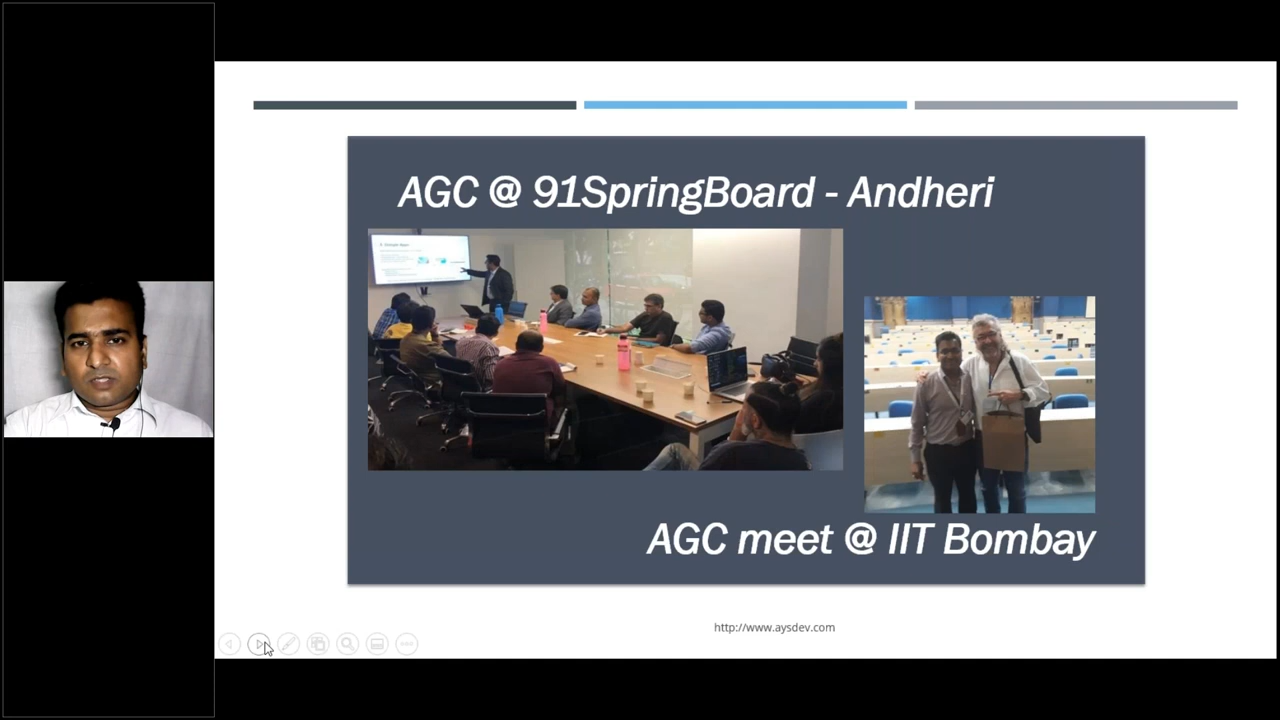 AGC @ 91SpringBoard - Andheri
AGC meet @ IIT Bombay
http://www.aysdev.com